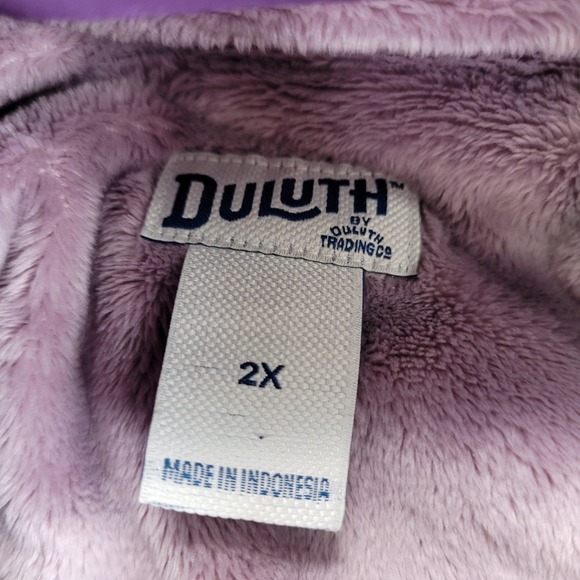 DULUTH™
BY
DULUTH
TRADING CO
2X
MADE IN INDONESIA